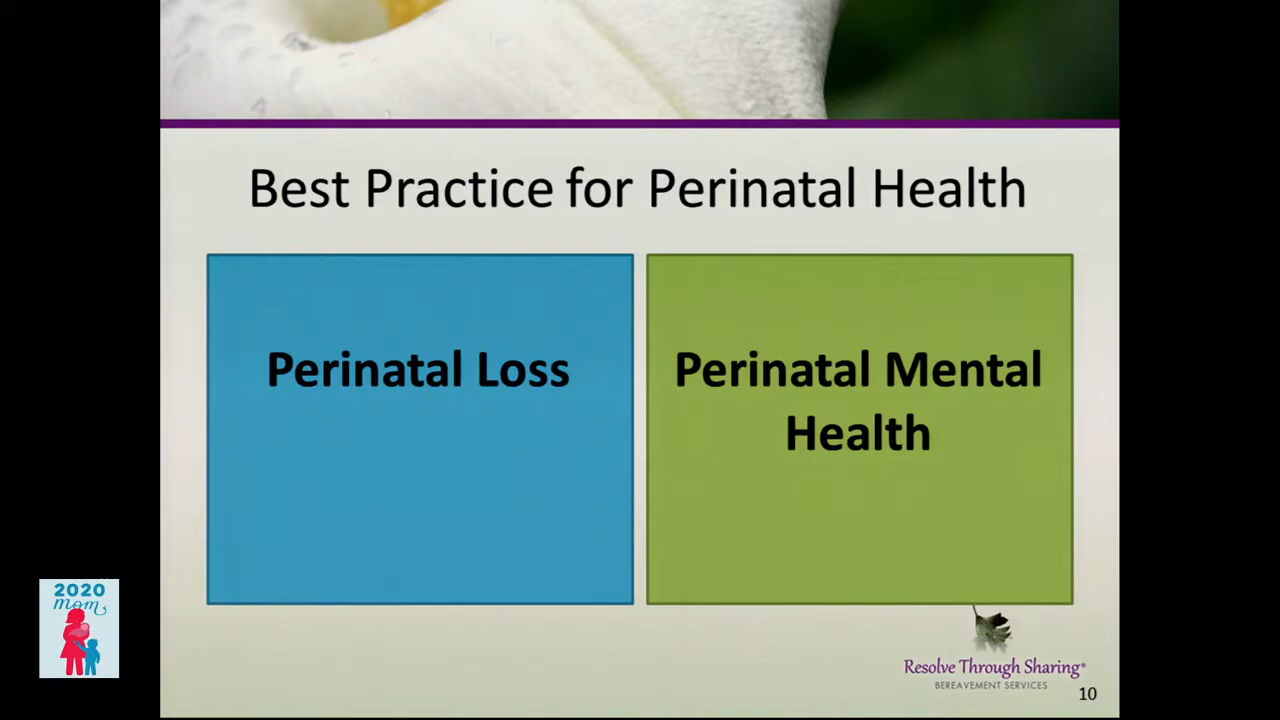 Best Practice for Perinatal Health
Perinatal Loss
Perinatal Mental
Health
2020
mom
Resolve Through Sharing®
BEREAVEMENT SERVICES
10